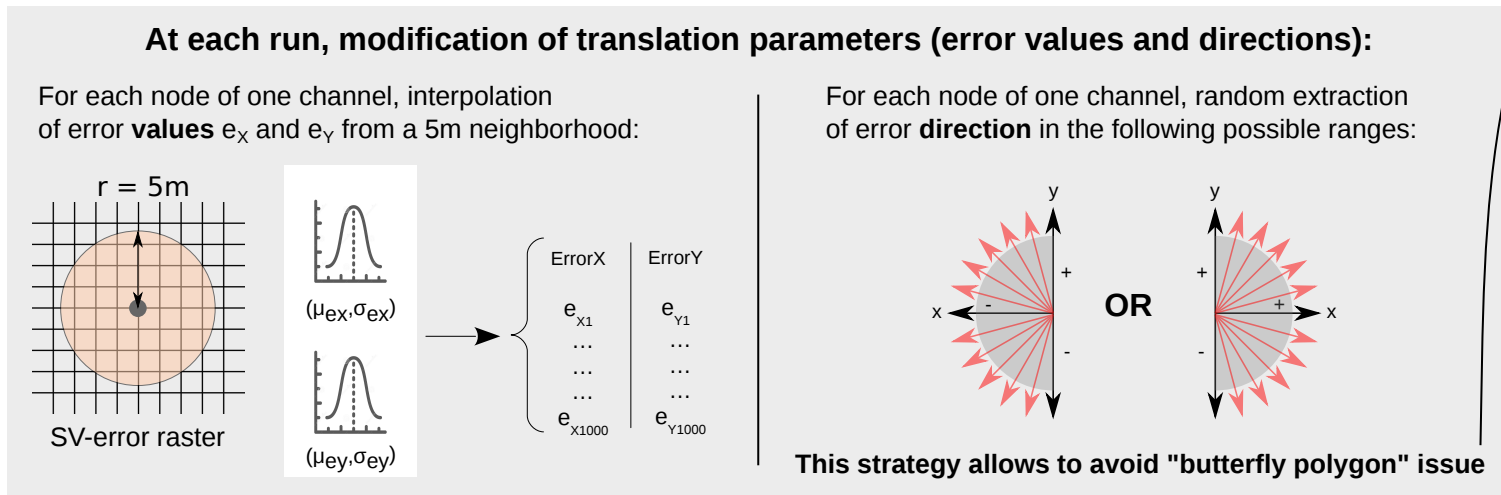 At each run, modification of translation parameters (error values and directions):
For each node of one channel, interpolation
of error values eX and eY from a 5m neighborhood:
r = 5m
SV-error raster
(μex,σex)
(μey,σey)
ErrorX ErrorY
eX1 eY1
... ...
... ...
... ...
eX1000 eY1000
For each node of one channel, random extraction
of error direction in the following possible ranges:
y
+
x -
-
OR
y
+
+ x
-
This strategy allows to avoid "butterfly polygon" issue